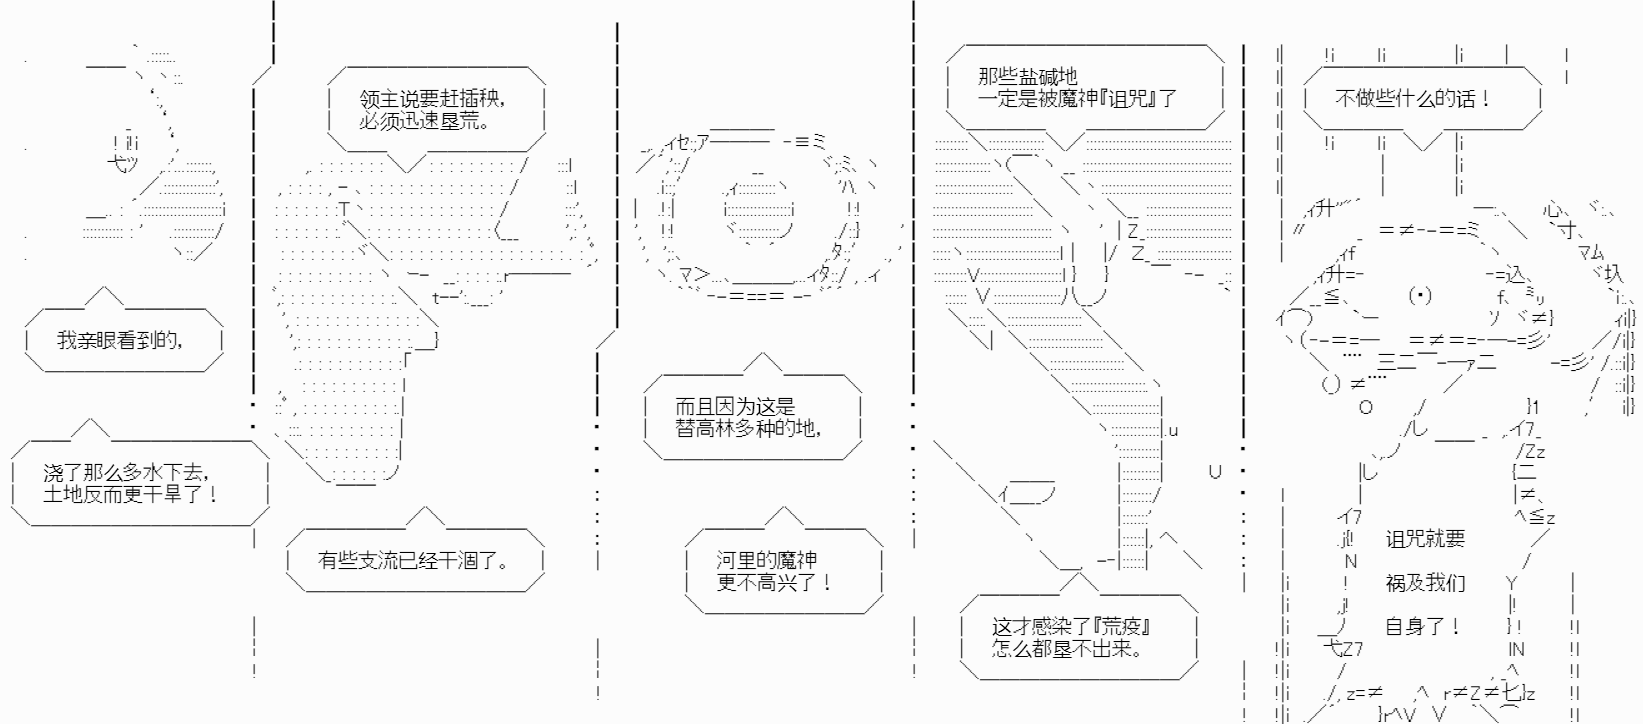 我亲眼看到的，
浇了那么多水下去，
土地反而更干旱了！
领主说要赶插秧，
必须迅速垦荒。
有些支流已经干涸了。
而且因为这是
替高林多种的地，
河里的魔神
更不高兴了！
那些盐碱地
一定是被魔神『诅咒』了
这才感染了『荒疫』
怎么都垦不出来。
不做些什么的话！
诅咒就要
祸及我们
自身了！